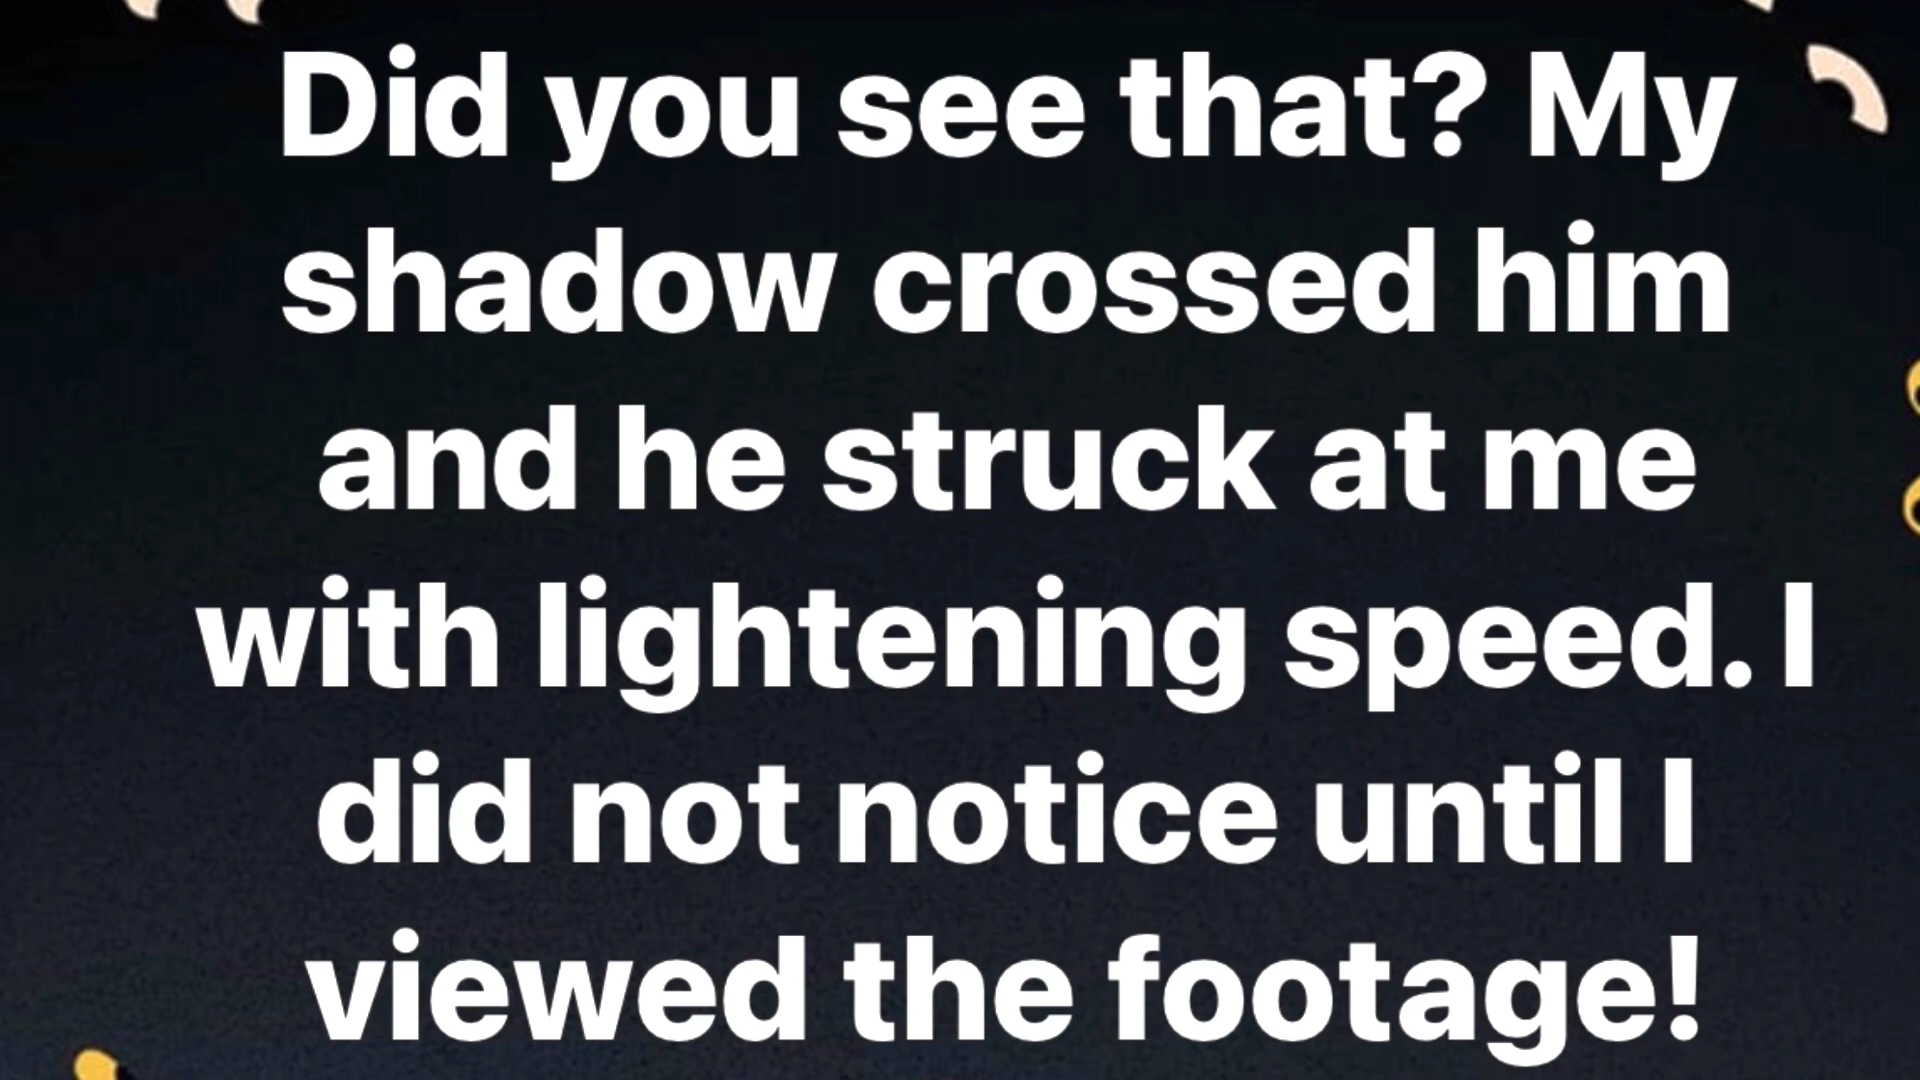 Did you see that? My
shadow crossed him
and he struck at me
with lightening speed. I
did not notice until I
viewed the footage!